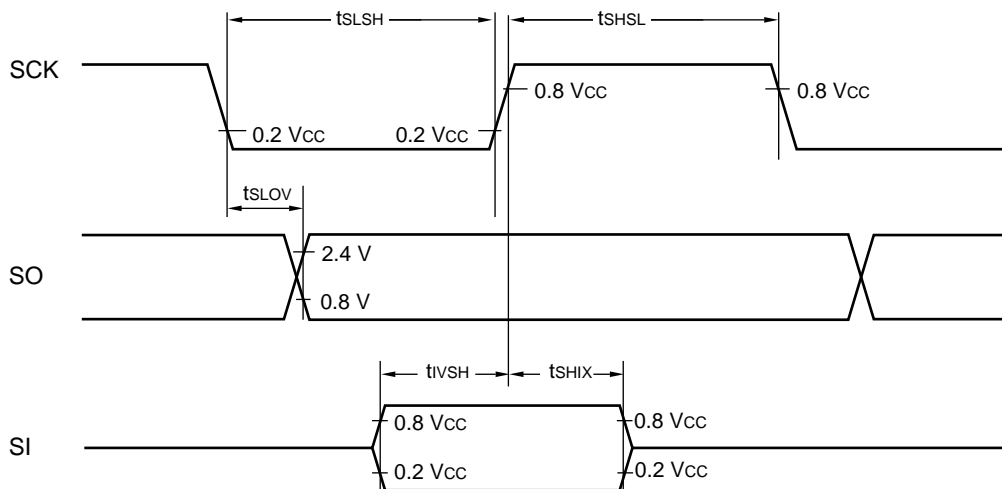 tSLSH tSHSL
SCK
0.8 VCC 0.8 VCC
0.2 VCC 0.2 VCC
tSLOV
2.4 V
SO
0.8 V
tIVSH tSHIX
0.8 VCC 0.8 VCC
SI
0.2 VCC 0.2 VCC